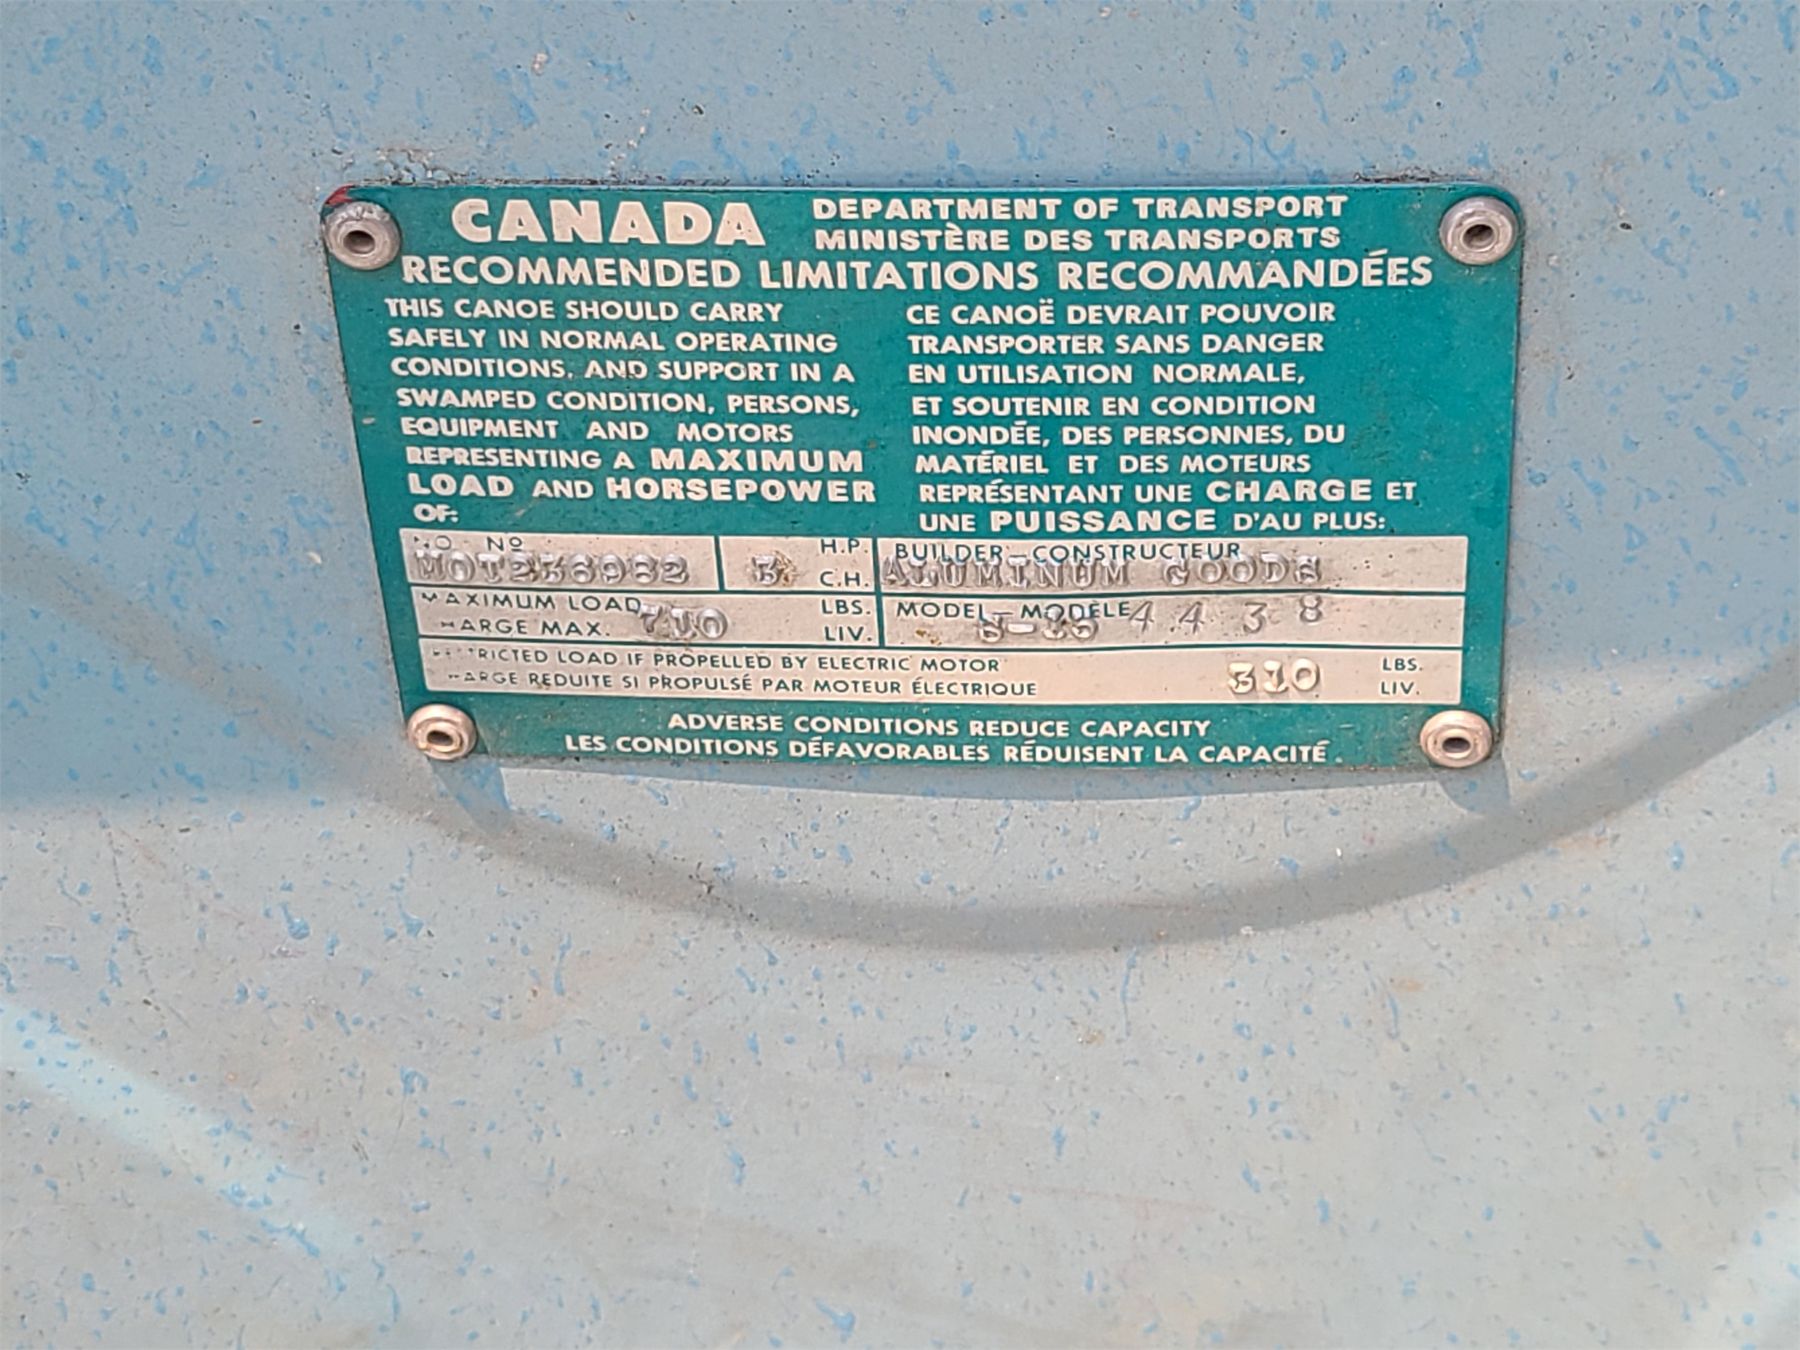 CANADA DEPARTMENT OF TRANSPORT
MINISTÈRE DES TRANSPORTS
RECOMMENDED LIMITATIONS RECOMMANDÉES
THIS CANOE SHOULD CARRY
SAFELY IN NORMAL OPERATING
CONDITIONS, AND SUPPORT IN A
SWAMPED CONDITION, PERSONS,
EQUIPMENT AND MOTORS
REPRESENTING A MAXIMUM
LOAD AND HORSEPOWER
OF:
CE CANOË DEVRAIT POUVOIR
TRANSPORTER SANS DANGER
EN UTILISATION NORMALE,
ET SOUTENIR EN CONDITION
INONDÉE, DES PERSONNES, DU
MATÉRIEL ET DES MOTEURS
REPRÉSENTANT UNE CHARGE ET
UNE PUISSANCE D'AU PLUS:
NO - Nº
3 H.P.
C.H.
BUILDER - CONSTRUCTEUR
ALUMINUM GOODS
MAXIMUM LOAD 710 LBS.
CHARGE MAX. LIV.
MODEL - MODÈLE 4438
RESTRICTED LOAD IF PROPELLED BY ELECTRIC MOTOR 310 LBS.
CHARGE REDUITE SI PROPULSÉ PAR MOTEUR ÉLECTRIQUE LIV.
ADVERSE CONDITIONS REDUCE CAPACITY
LES CONDITIONS DÉFAVORABLES RÉDUISENT LA CAPACITÉ.